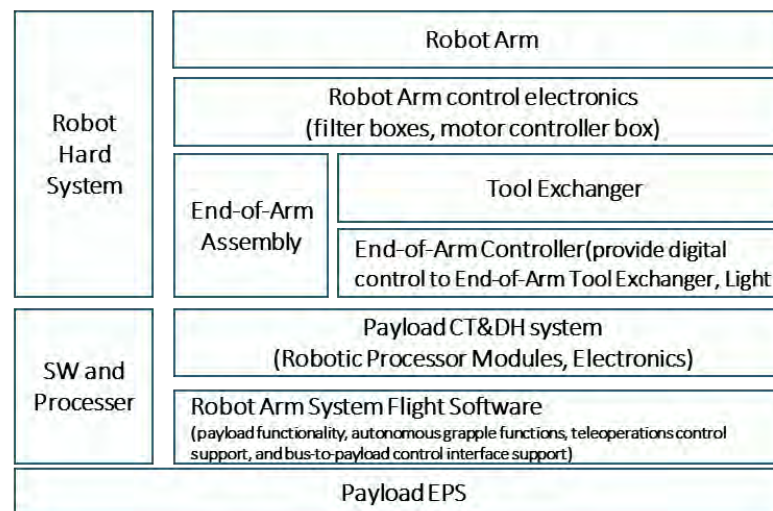 Robot Arm
Robot Arm control electronics
(filter boxes, motor controller box)
Robot
Hard
System
End-of-Arm
Assembly
Tool Exchanger
End-of-Arm Controller(provide digital
control to End-of-Arm Tool Exchanger, Light
Payload CT&DH system
(Robotic Processor Modules, Electronics)
SW and
Processer
Robot Arm System Flight Software
(payload functionality, autonomous grapple functions, teleoperations control
support, and bus-to-payload control interface support)
Payload EPS